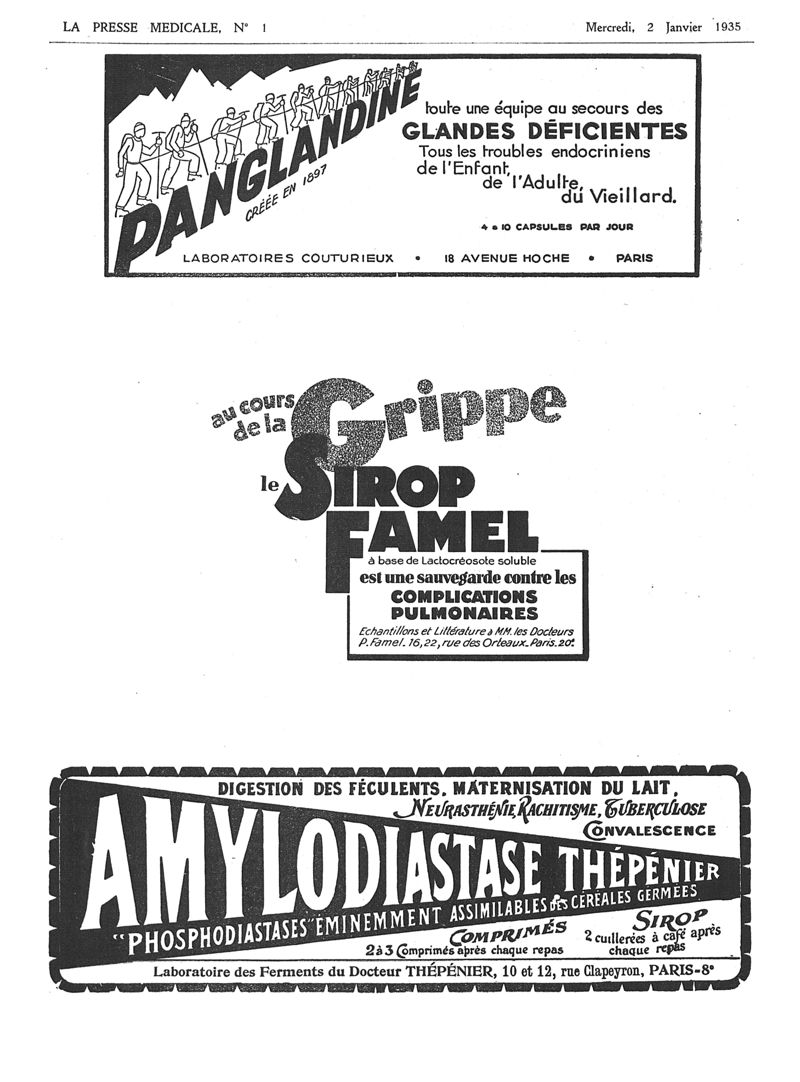 LA PRESSE MEDICALE, N° 1
Mercredi, 2 Janvier 1935
PANGLANDINE
CRÉÉE EN 1897
toute une équipe au secours des
GLANDES DÉFICIENTES
Tous les troubles endocriniens
de l'Enfant,
de l'Adulte,
du Vieillard.
4 à 10 CAPSULES PAR JOUR
LABORATOIRES COUTURIEUX • 18 AVENUE HOCHE • PARIS
au cours
de la
Grippe
le SIROP
FAMEL
à base de Lactocréosote soluble
est une sauvegarde contre les
COMPLICATIONS
PULMONAIRES
Echantillons et Littérature à MM. les Docteurs
P. Famel. 16,22, rue des Orteaux_Paris.20e
DIGESTION DES FÉCULENTS, MATERNISATION DU LAIT,
NEURASTHÉNIE, RACHITISME, TUBERCULOSE
CONVALESCENCE
AMYLODIASTASE THÉPÉNIER
"PHOSPHODIASTASES" ÉMINEMMENT ASSIMILABLES DES CÉRÉALES GERMÉES
COMPRIMÉS
2 à 3 Comprimés après chaque repas
SIROP
2 cuillerées à café après
chaque repas
Laboratoire des Ferments du Docteur THÉPÉNIER, 10 et 12, rue Clapeyron, PARIS-8e